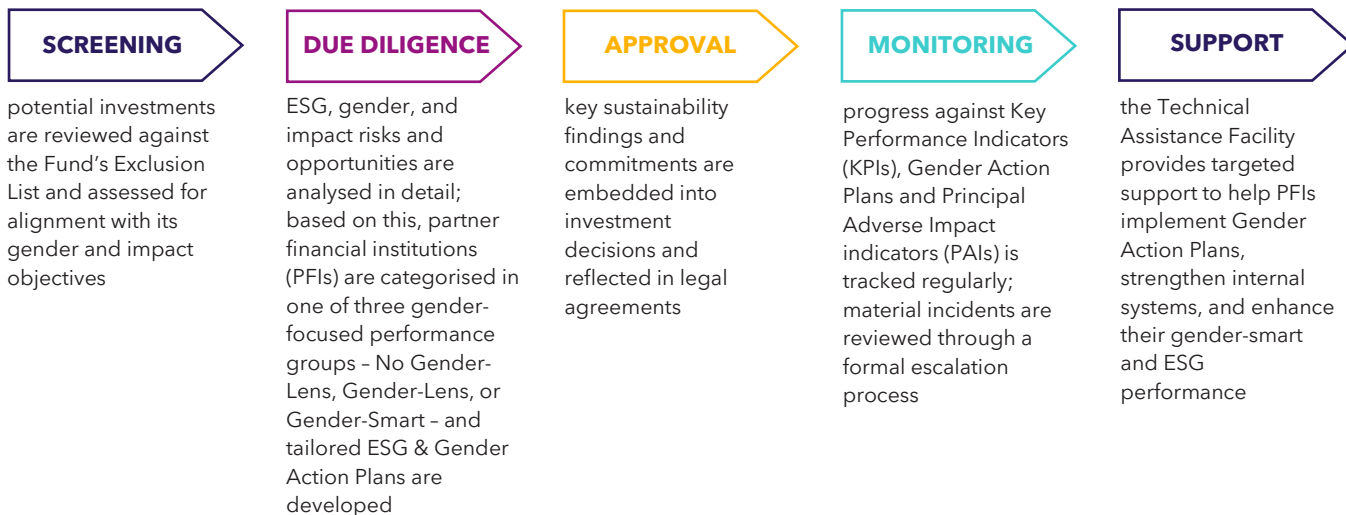 SCREENING
potential investments
are reviewed against
the Fund’s Exclusion
List and assessed for
alignment with its
gender and impact
objectives
DUE DILIGENCE
ESG, gender, and
impact risks and
opportunities are
analysed in detail;
based on this, partner
financial institutions
(PFIs) are categorised in
one of three gender-
focused performance
groups – No Gender-
Lens, Gender-Lens, or
Gender-Smart – and
tailored ESG & Gender
Action Plans are
developed
APPROVAL
key sustainability
findings and
commitments are
embedded into
investment
decisions and
reflected in legal
agreements
MONITORING
progress against Key
Performance Indicators
(KPIs), Gender Action
Plans and Principal
Adverse Impact
indicators (PAIs) is
tracked regularly;
material incidents are
reviewed through a
formal escalation
process
SUPPORT
the Technical
Assistance Facility
provides targeted
support to help PFIs
implement Gender
Action Plans,
strengthen internal
systems, and enhance
their gender-smart
and ESG
performance